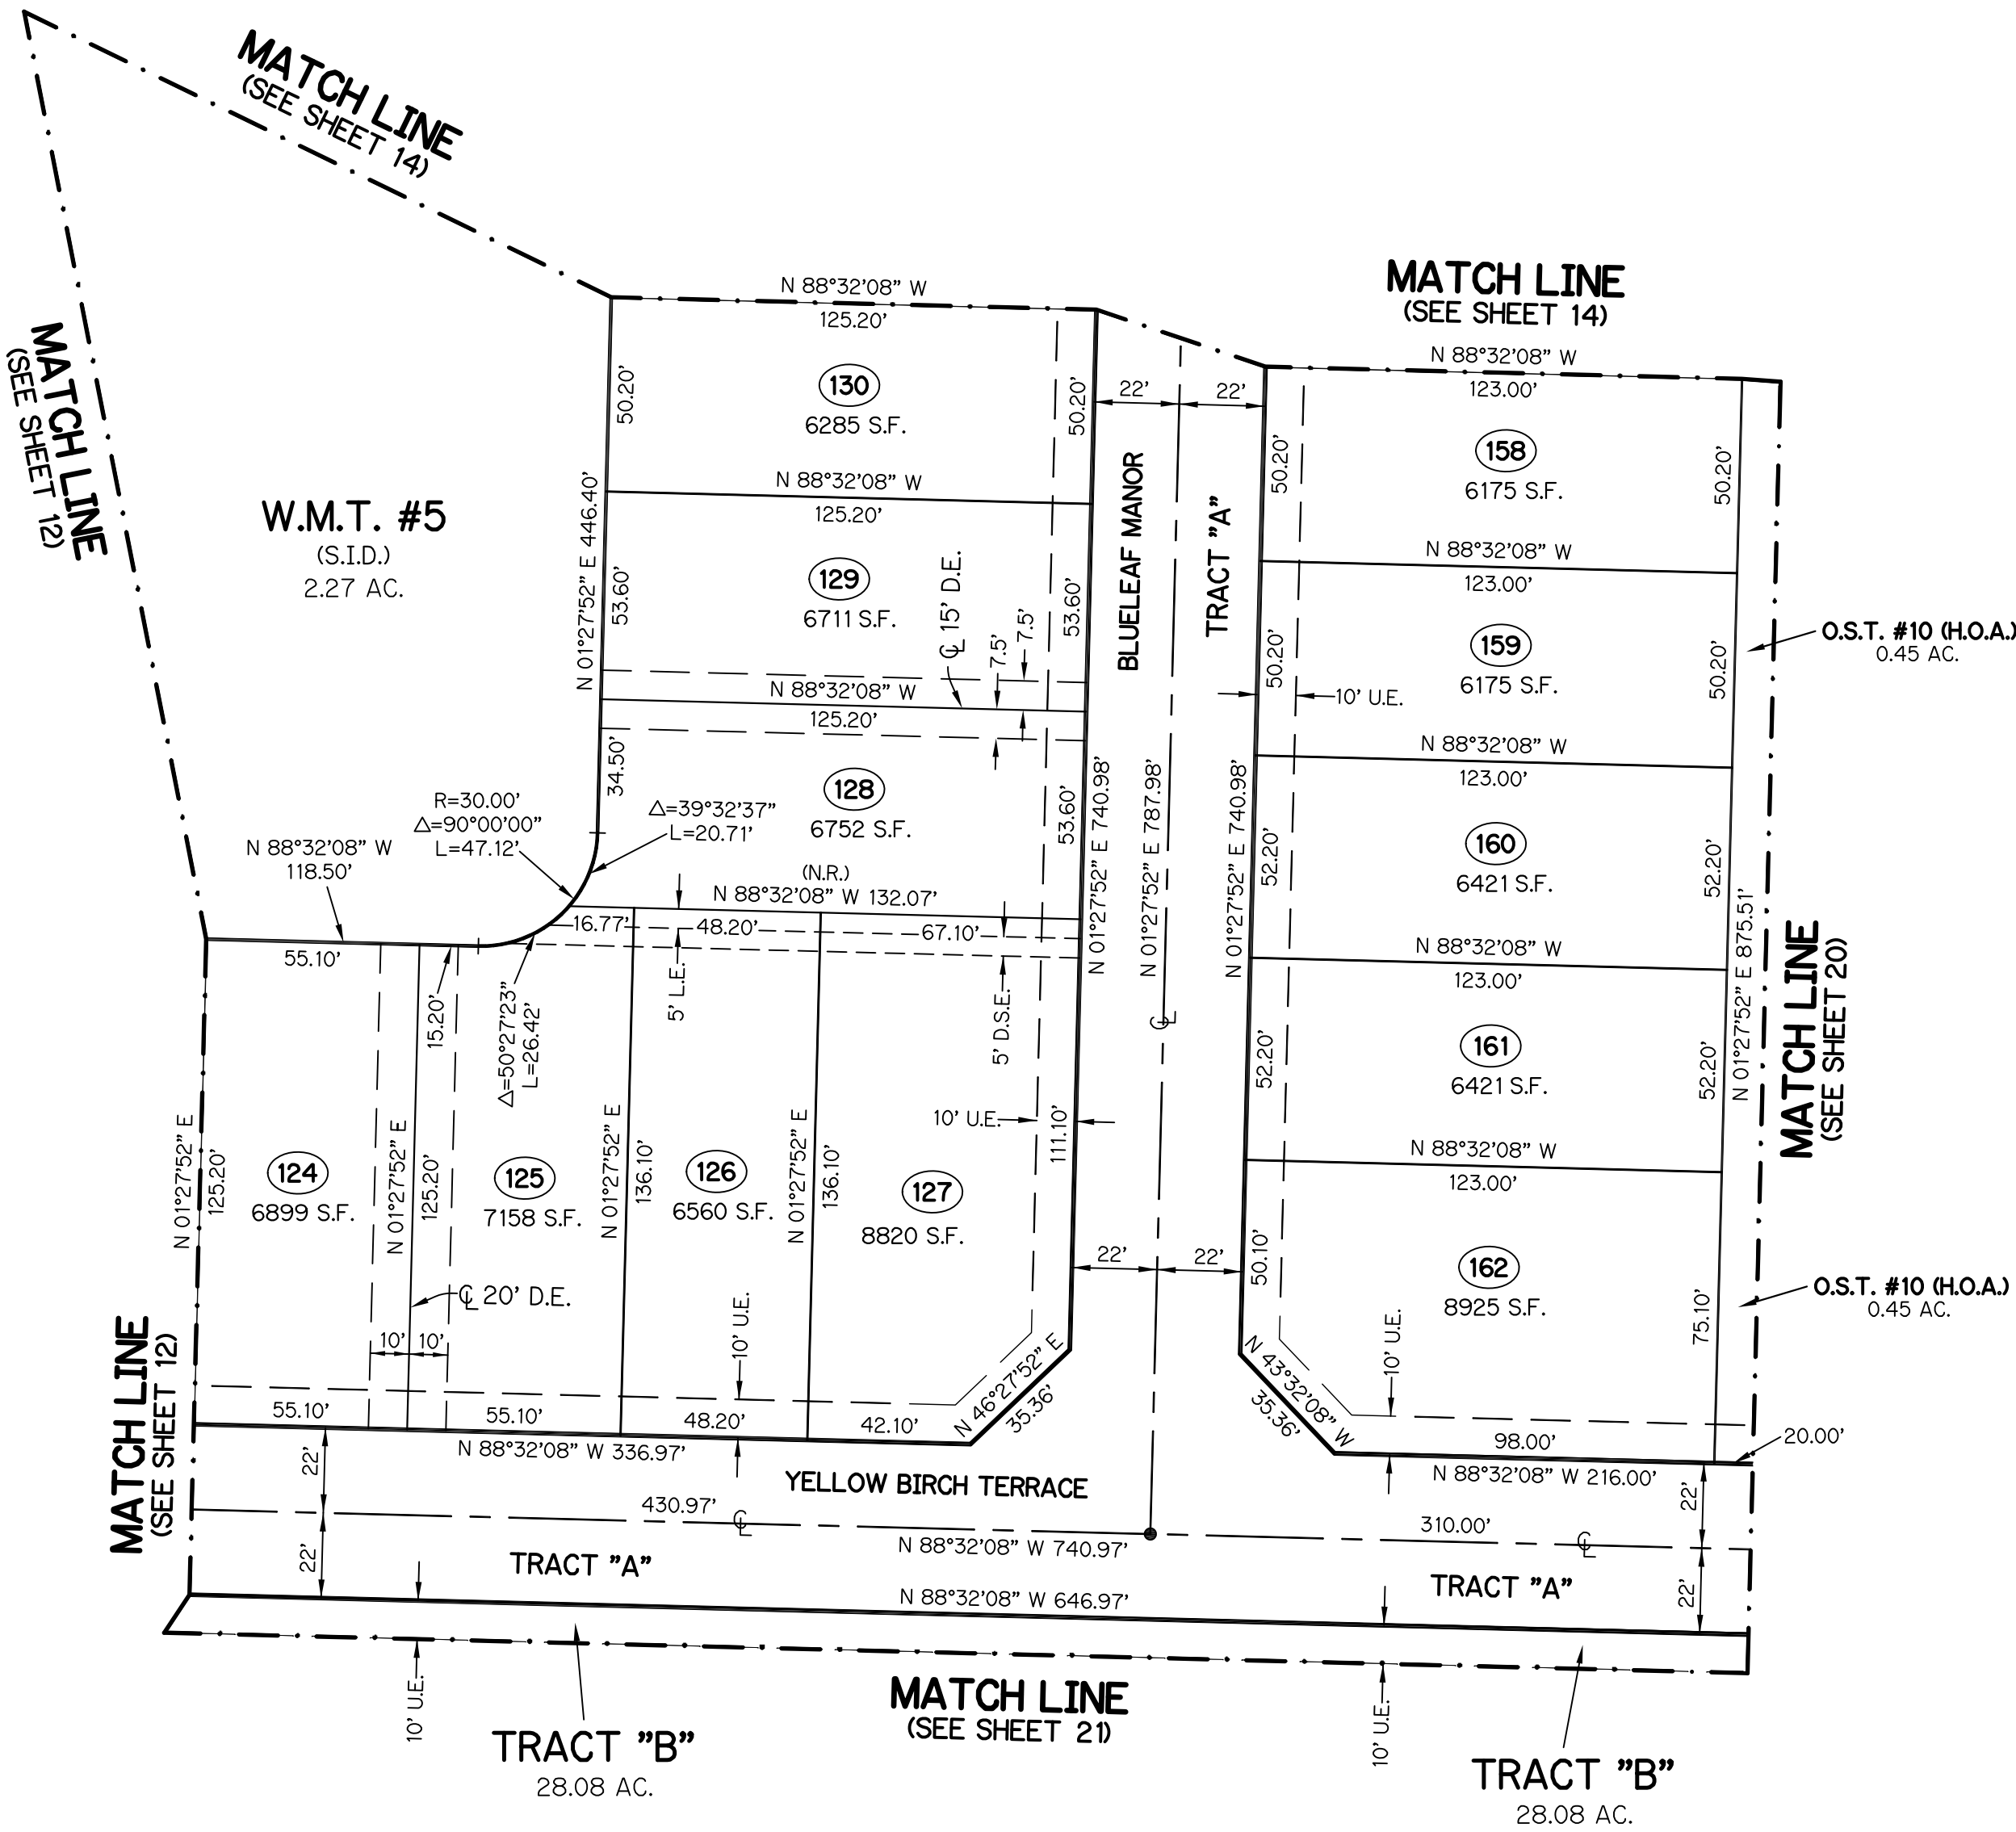 MATCH LINE
(SEE SHEET 14)
MATCH LINE
(SEE SHEET 12)
W.M.T. #5
(S.I.D.)
2.27 AC.
N 88°32'08" W
125.20'
50.20'
130
6285 S.F.
50.20'
N 01°27'52" E 446.40'
N 88°32'08" W
125.20'
53.60'
129
6711 S.F.
53.60'
℄ 15' D.E.
7.5'
7.5'
N 88°32'08" W
125.20'
34.50'
128
6752 S.F.
53.60'
R=30.00'
△=90°00'00"
L=47.12'
△=39°32'37"
L=20.71'
N 88°32'08" W
118.50'
(N.R.)
N 88°32'08" W 132.07'
16.77'
48.20'
67.10'
55.10'
15.20'
△=50°27'23"
L=26.42'
5' L.E.
5' D.S.E.
10' U.E.
111.10'
N 01°27'52" E
125.20'
124
6899 S.F.
N 01°27'52" E
125.20'
125
7158 S.F.
N 01°27'52" E
136.10'
126
6560 S.F.
N 01°27'52" E
136.10'
127
8820 S.F.
℄ 20' D.E.
10'
10'
10' U.E.
N 46°27'52" E
35.36'
55.10'
55.10'
48.20'
42.10'
N 88°32'08" W 336.97'
22'
22'
BLUELEAF MANOR
TRACT "A"
N 01°27'52" E 740.98'
N 01°27'52" E 787.98'
N 01°27'52" E 740.98'
℄
22'
22'
MATCH LINE
(SEE SHEET 14)
N 88°32'08" W
123.00'
50.20'
158
6175 S.F.
50.20'
N 88°32'08" W
123.00'
50.20'
159
6175 S.F.
50.20'
10' U.E.
O.S.T. #10 (H.O.A.)
0.45 AC.
N 88°32'08" W
123.00'
52.20'
160
6421 S.F.
52.20'
N 88°32'08" W
123.00'
52.20'
161
6421 S.F.
52.20'
N 01°27'52" E 875.51'
MATCH LINE
(SEE SHEET 20)
N 88°32'08" W
123.00'
50.10'
162
8925 S.F.
75.10'
O.S.T. #10 (H.O.A.)
0.45 AC.
10' U.E.
N 43°32'08" W
35.36'
98.00'
20.00'
N 88°32'08" W 216.00'
MATCH LINE
(SEE SHEET 12)
22'
22'
YELLOW BIRCH TERRACE
430.97'
℄
N 88°32'08" W 740.97'
310.00'
℄
22'
22'
TRACT "A"
TRACT "A"
N 88°32'08" W 646.97'
10' U.E.
10' U.E.
MATCH LINE
(SEE SHEET 21)
TRACT "B"
28.08 AC.
TRACT "B"
28.08 AC.